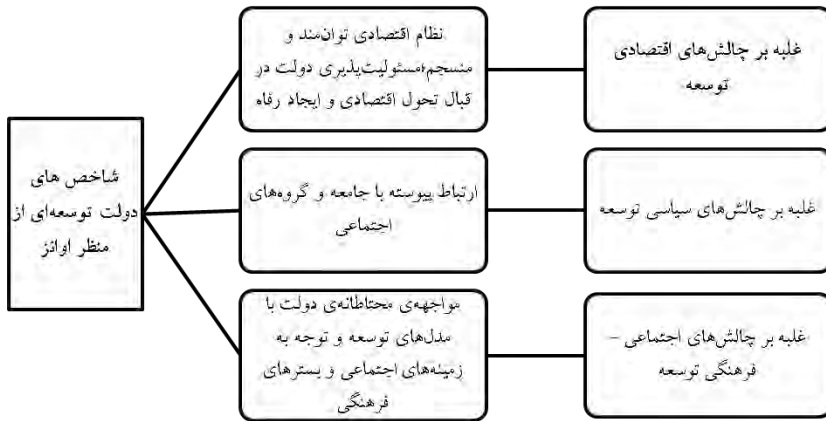 شاخص های
دولت توسعه‌ای از
منظر اوانز
نظام اقتصادی توان‌مند و
منسجم؛مسئولیت‌پذیری دولت در
قبال تحول اقتصادی و ایجاد رفاه
غلبه بر چالش‌های اقتصادی
توسعه
ارتباط پیوسته با جامعه و گروه‌های
اجتماعی
غلبه بر چالش‌های سیاسی توسعه
مواجهه‌ی محتاطانه‌ی دولت با
مدل‌های توسعه و توجه به
زمینه‌های اجتماعی و بسترهای
فرهنگی
غلبه بر چالش‌های اجتماعی –
فرهنگی توسعه